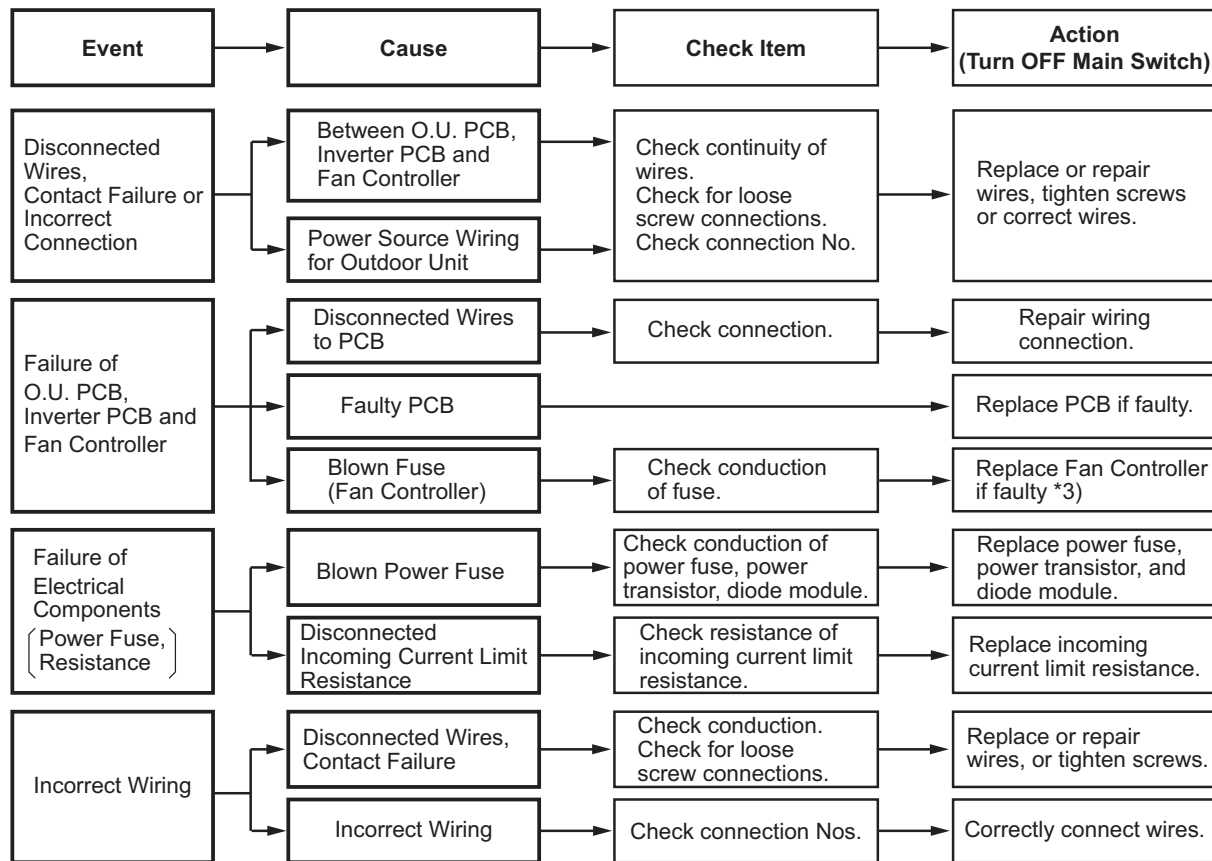 Event
Cause
Check Item
Action
(Turn OFF Main Switch)
Disconnected
Wires,
Contact Failure or
Incorrect
Connection
Between O.U. PCB,
Inverter PCB and
Fan Controller
Power Source Wiring
for Outdoor Unit
Check continuity of
wires.
Check for loose
screw connections.
Check connection No.
Replace or repair
wires, tighten screws
or correct wires.
Failure of
O.U. PCB,
Inverter PCB and
Fan Controller
Disconnected Wires
to PCB
Check connection.
Repair wiring
connection.
Faulty PCB
Replace PCB if faulty.
Blown Fuse
(Fan Controller)
Check conduction
of fuse.
Replace Fan Controller
if faulty *3)
Failure of
Electrical
Components
(Power Fuse,
Resistance)
Blown Power Fuse
Check conduction of
power fuse, power
transistor, diode module.
Replace power fuse,
power transistor, and
diode module.
Disconnected
Incoming Current Limit
Resistance
Check resistance of
incoming current limit
resistance.
Replace incoming
current limit resistance.
Incorrect Wiring
Disconnected Wires,
Contact Failure
Check conduction.
Check for loose
screw connections.
Replace or repair
wires, or tighten screws.
Incorrect Wiring
Check connection Nos.
Correctly connect wires.